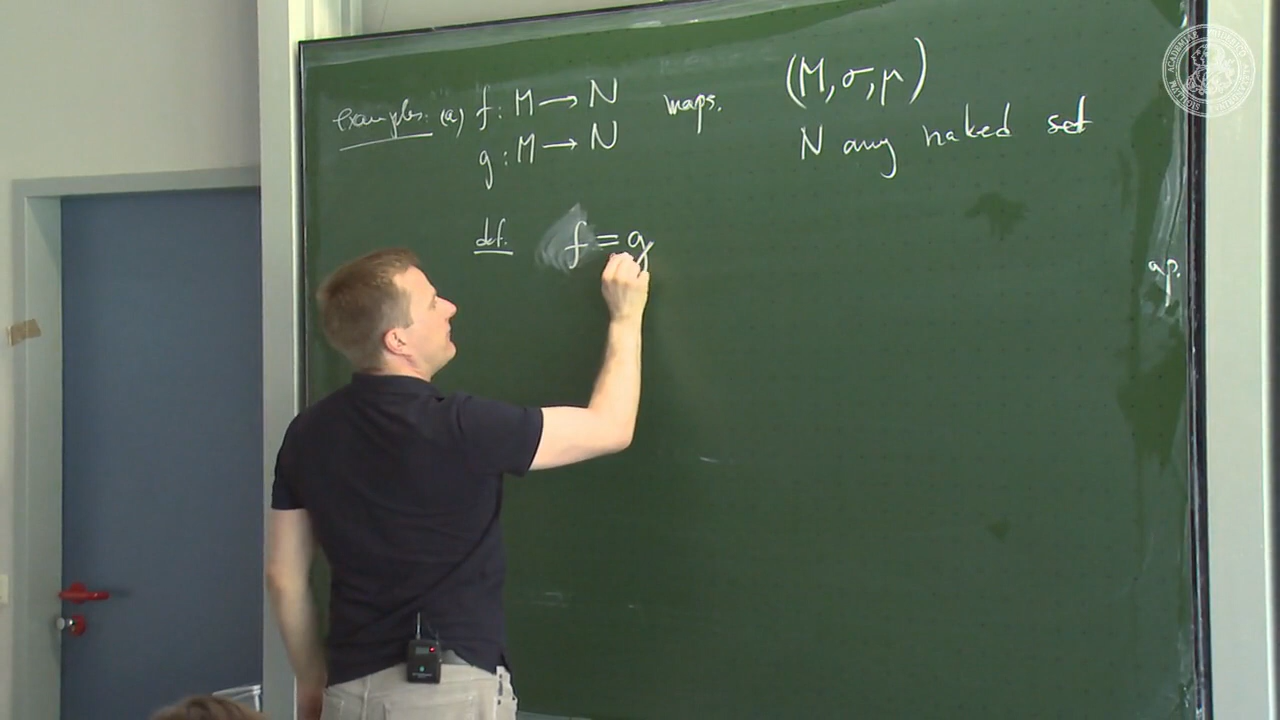 examples: (a) f : M → N maps.
g : M → N
(M, σ, μ)
N any naked set
def. f = g